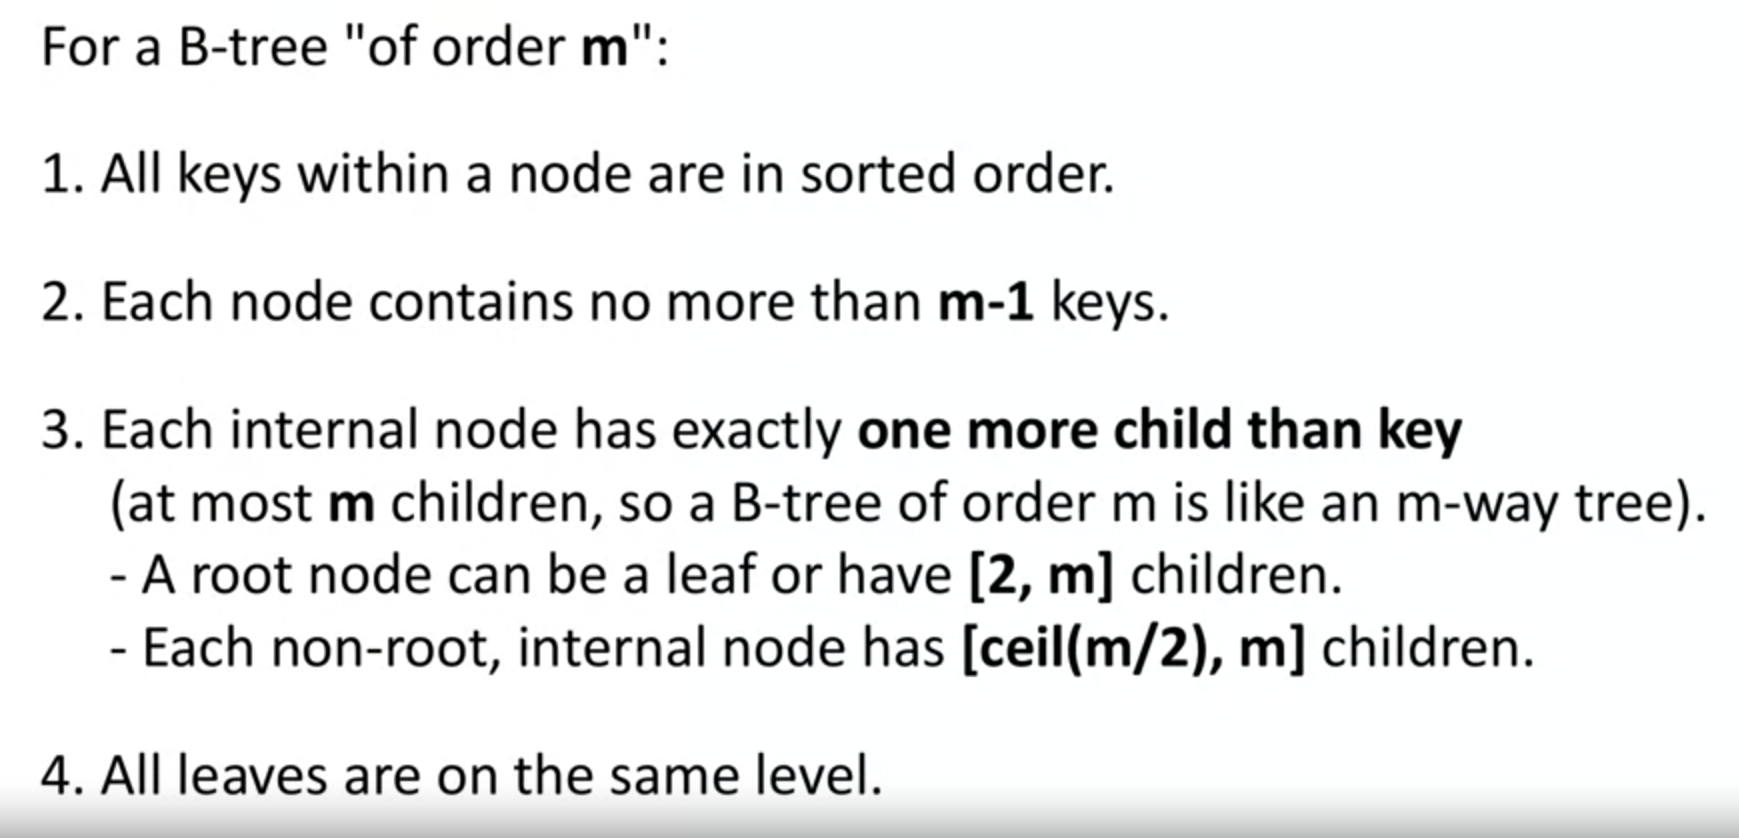 For a B-tree "of order m":
1. All keys within a node are in sorted order.
2. Each node contains no more than m-1 keys.
3. Each internal node has exactly one more child than key
(at most m children, so a B-tree of order m is like an m-way tree).
- A root node can be a leaf or have [2, m] children.
- Each non-root, internal node has [ceil(m/2), m] children.
4. All leaves are on the same level.